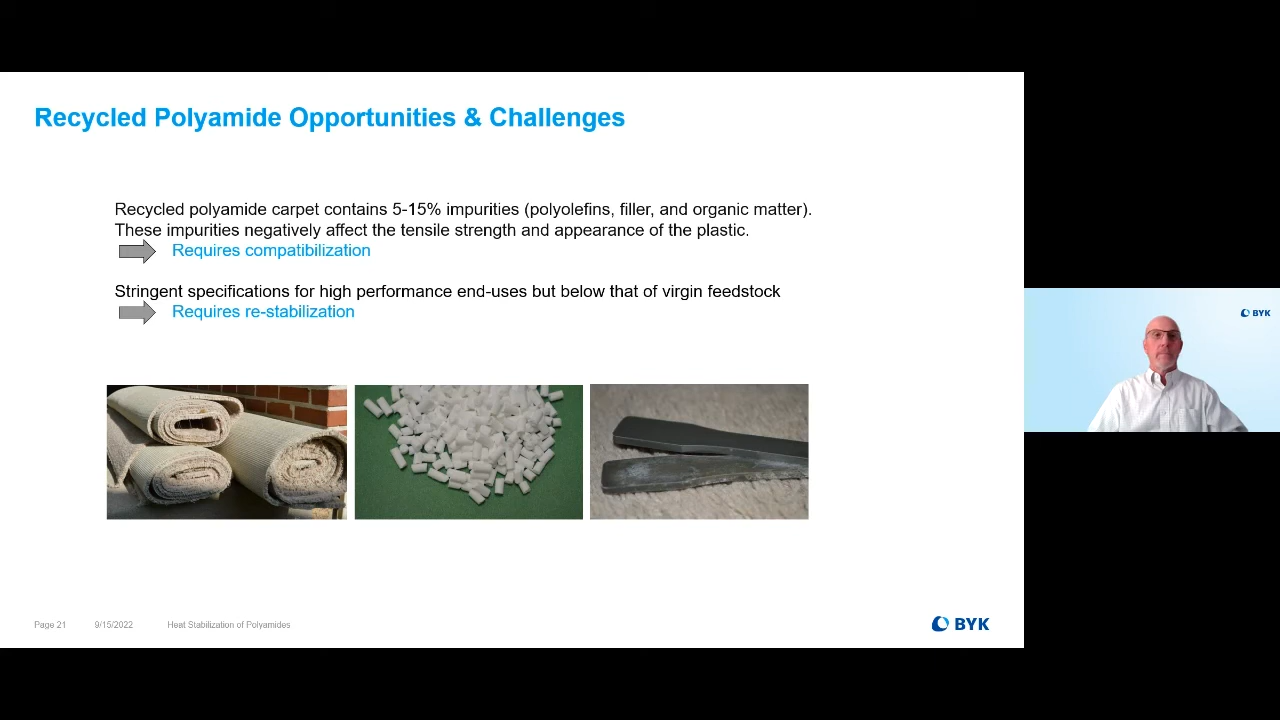 Recycled Polyamide Opportunities & Challenges
Recycled polyamide carpet contains 5-15% impurities (polyolefins, filler, and organic matter).
These impurities negatively affect the tensile strength and appearance of the plastic.
Requires compatibilization
Stringent specifications for high performance end-uses but below that of virgin feedstock
Requires re-stabilization
BYK
Page 21 9/15/2022 Heat Stabilization of Polyamides
BYK